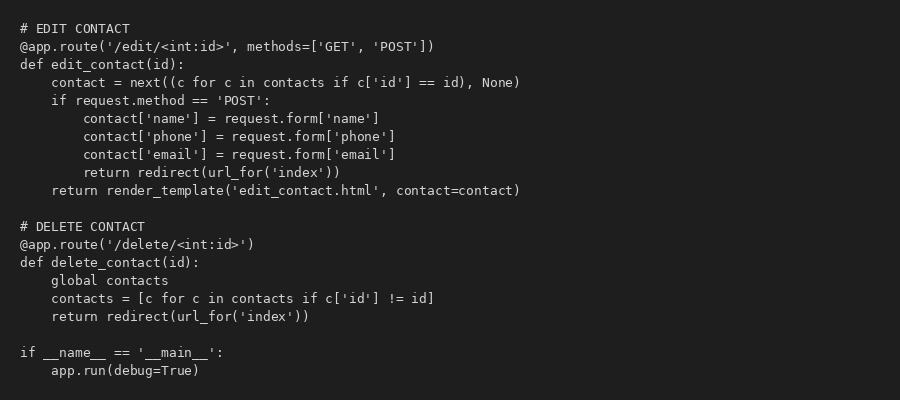 # EDIT CONTACT
@app.route('/edit/<int:id>', methods=['GET', 'POST'])
def edit_contact(id):
    contact = next((c for c in contacts if c['id'] == id), None)
    if request.method == 'POST':
        contact['name'] = request.form['name']
        contact['phone'] = request.form['phone']
        contact['email'] = request.form['email']
        return redirect(url_for('index'))
    return render_template('edit_contact.html', contact=contact)

# DELETE CONTACT
@app.route('/delete/<int:id>')
def delete_contact(id):
    global contacts
    contacts = [c for c in contacts if c['id'] != id]
    return redirect(url_for('index'))

if __name__ == '__main__':
    app.run(debug=True)